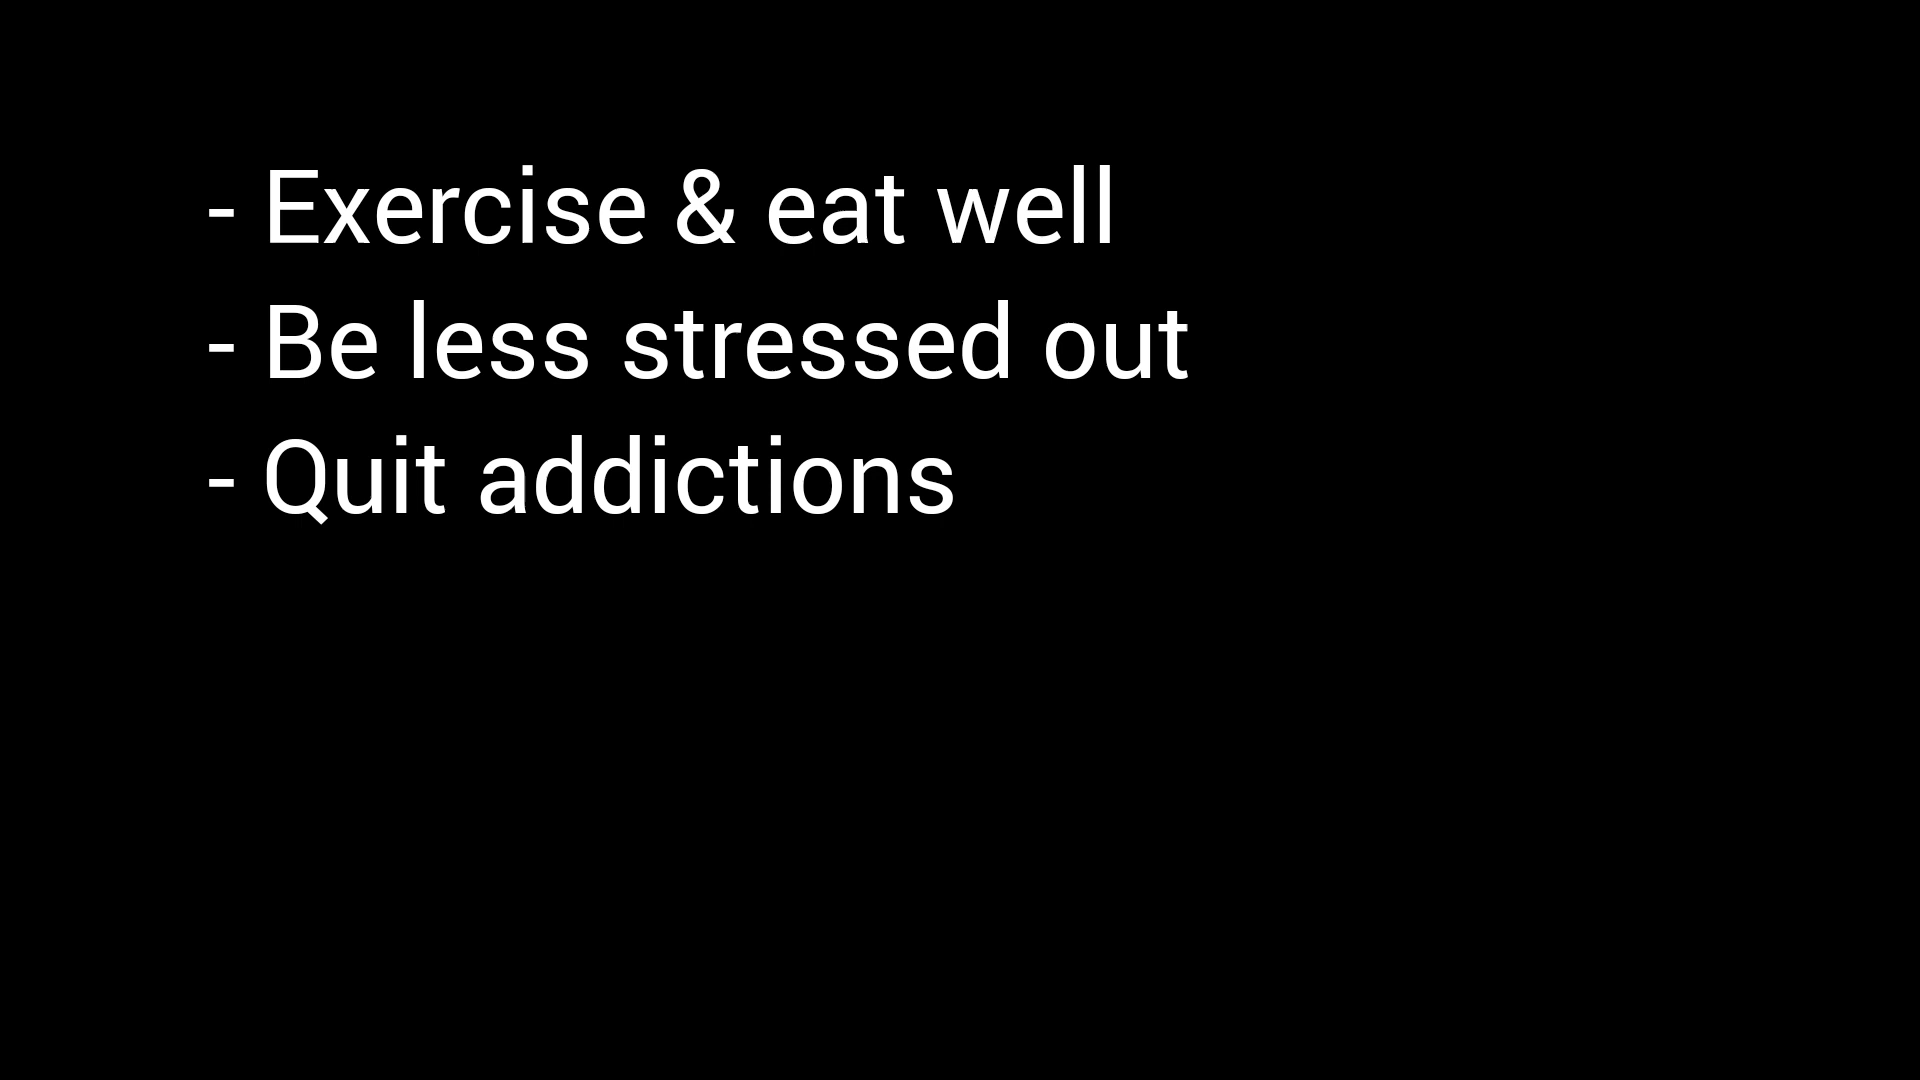 - Exercise & eat well
- Be less stressed out
- Quit addictions